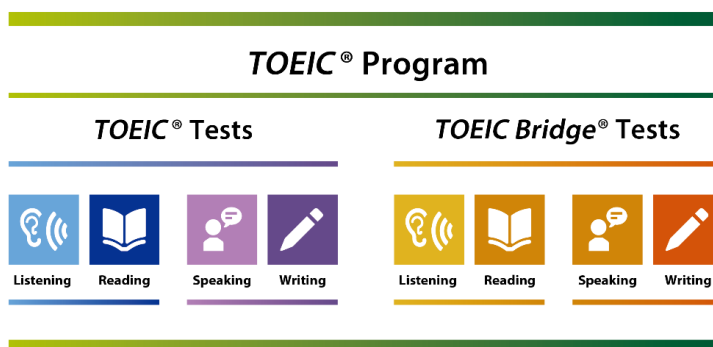 TOEIC® Program
TOEIC® Tests
Listening Reading Speaking Writing
TOEIC Bridge® Tests
Listening Reading Speaking Writing